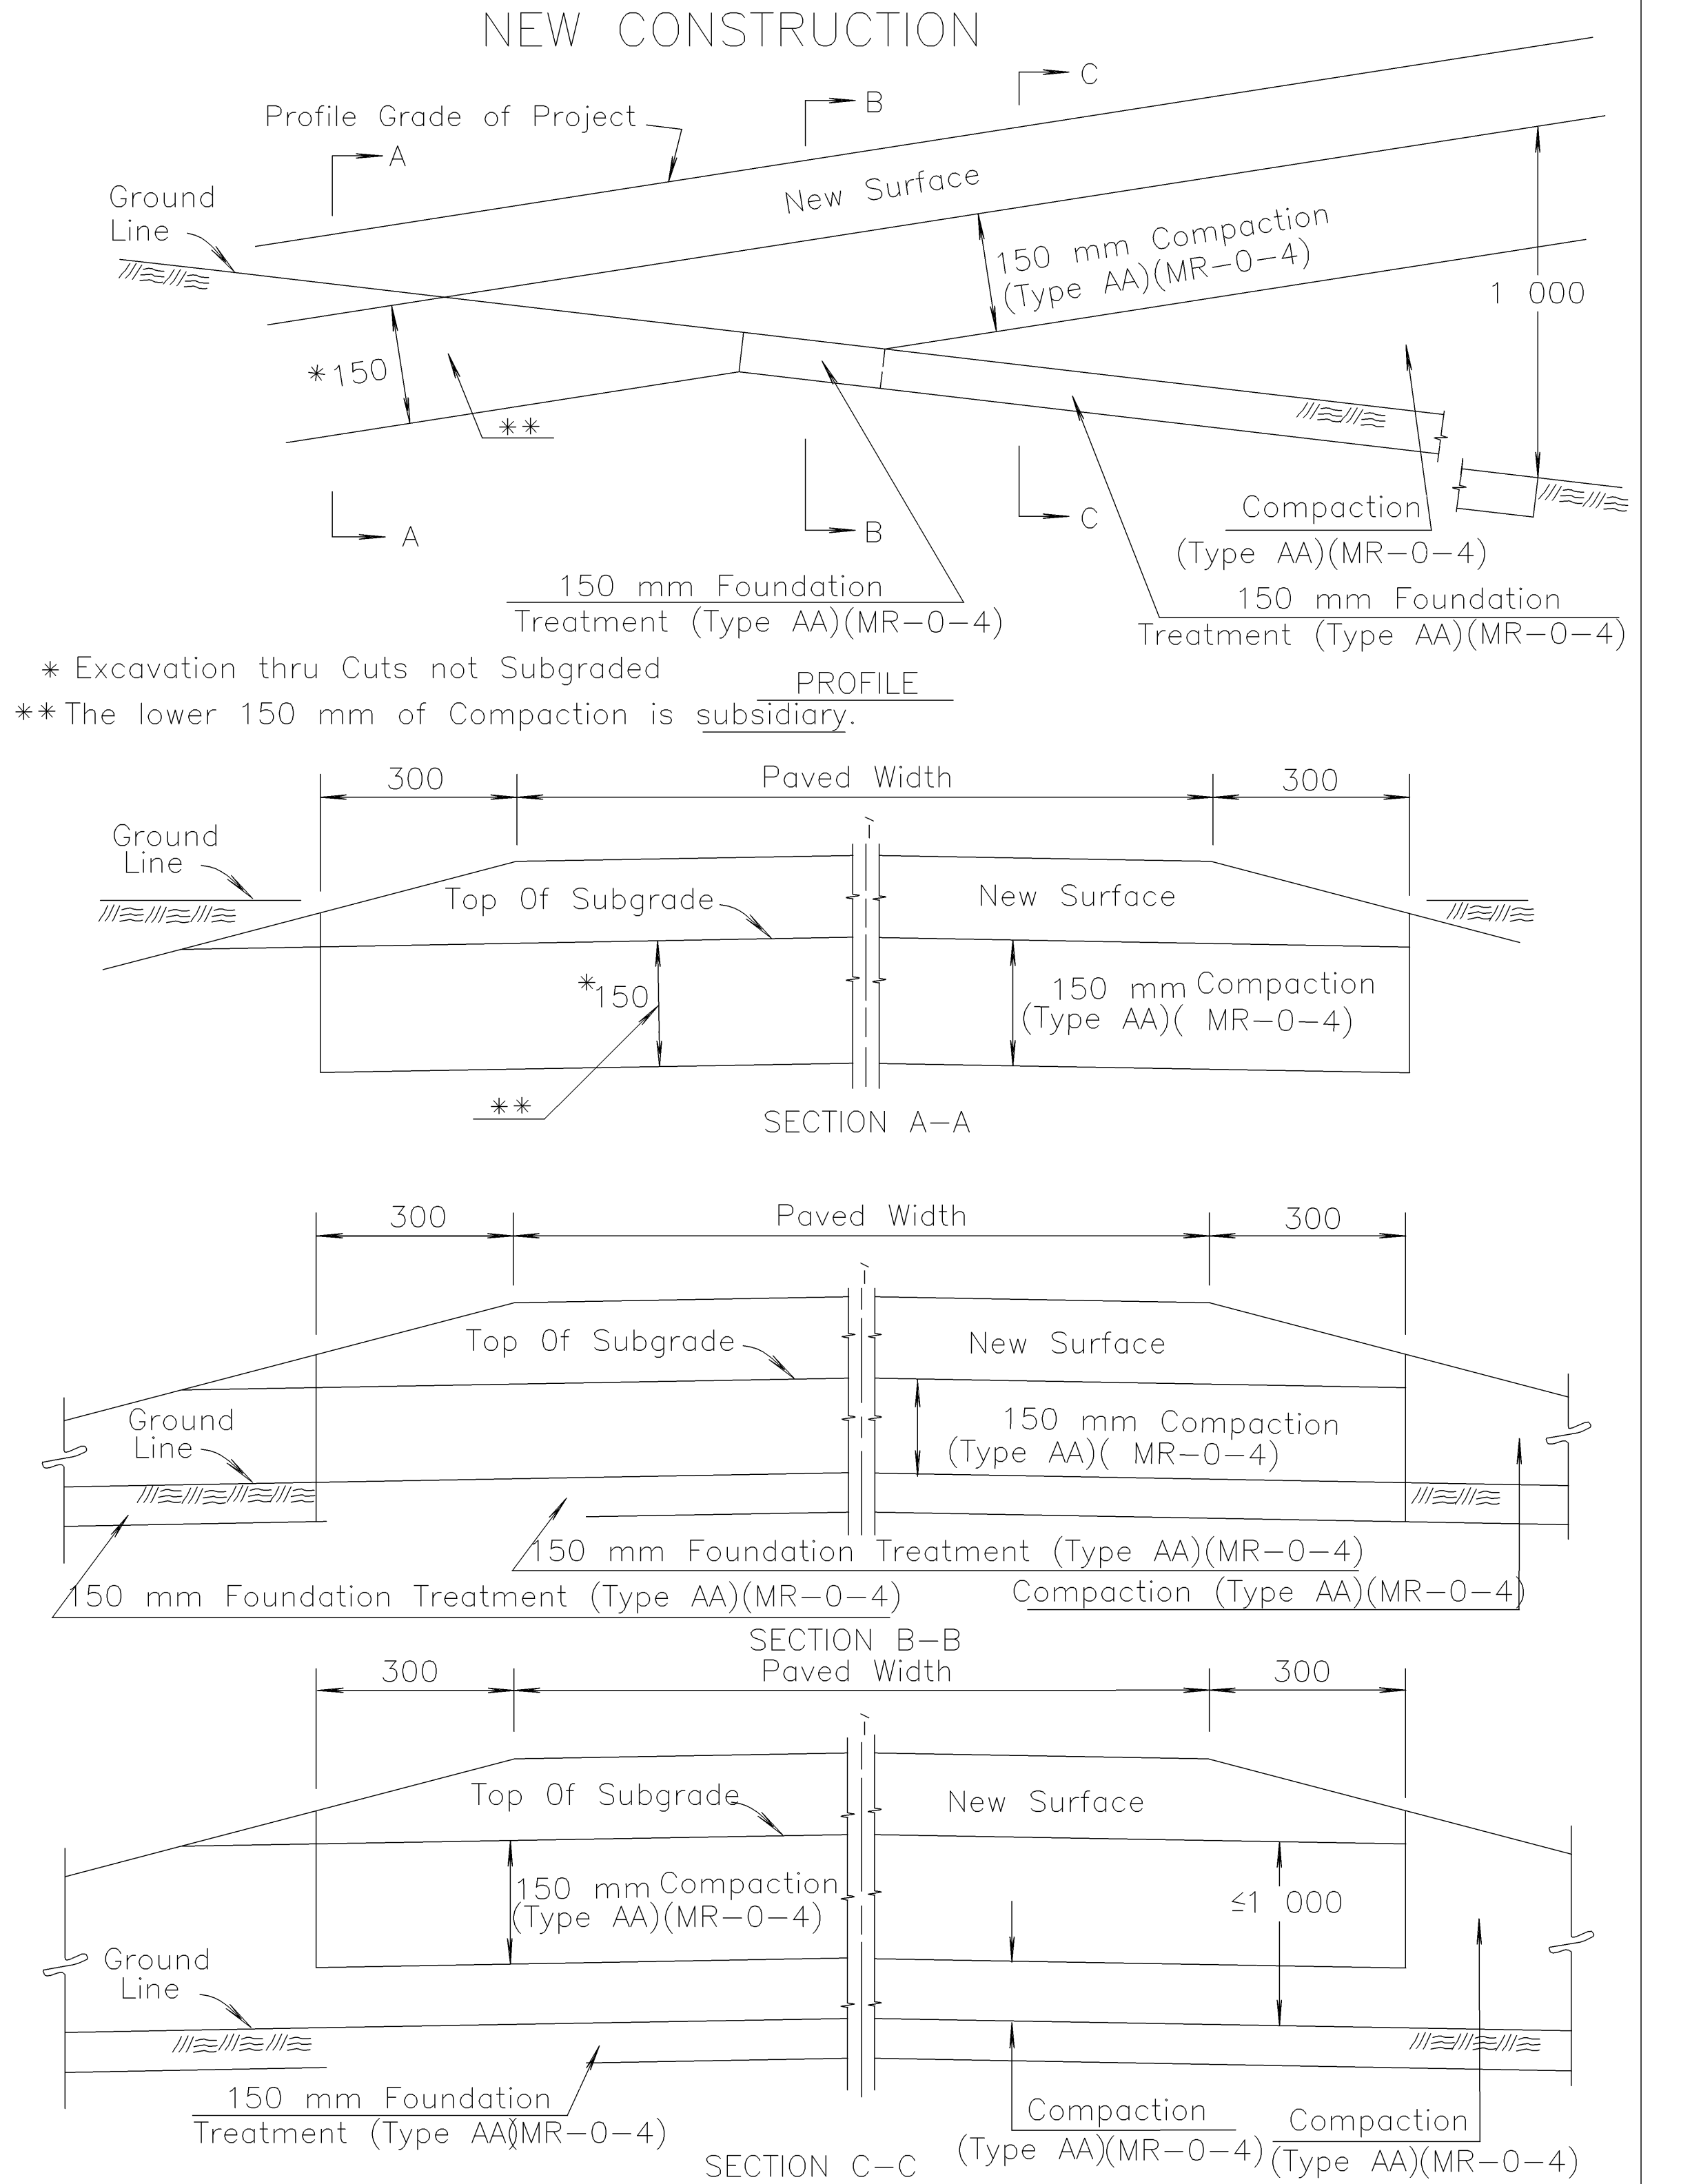 NEW CONSTRUCTION
C
B
Profile Grade of Project
A
New Surface
Ground
Line
150 mm Compaction
(Type AA)(MR-0-4)
1 000
*150
**
Compaction
(Type AA)(MR-0-4)
C
B
A
150 mm Foundation
Treatment (Type AA)(MR-0-4)
150 mm Foundation
Treatment (Type AA)(MR-0-4)
* Excavation thru Cuts not Subgraded
PROFILE
** The lower 150 mm of Compaction is subsidiary.
300
Paved Width
300
Ground
Line
Top Of Subgrade
New Surface
*150
150 mm Compaction
(Type AA)( MR-0-4)
**
SECTION A-A
300
Paved Width
300
Top Of Subgrade
New Surface
Ground
Line
150 mm Compaction
(Type AA)( MR-0-4)
150 mm Foundation Treatment (Type AA)(MR-0-4)
150 mm Foundation Treatment (Type AA)(MR-0-4)
Compaction (Type AA)(MR-0-4)
SECTION B-B
300
Paved Width
300
Top Of Subgrade
New Surface
150 mm Compaction
(Type AA)(MR-0-4)
≤1 000
Ground
Line
150 mm Foundation
Treatment (Type AA)(MR-0-4)
Compaction
(Type AA)(MR-0-4)
Compaction
(Type AA)(MR-0-4)
SECTION C-C